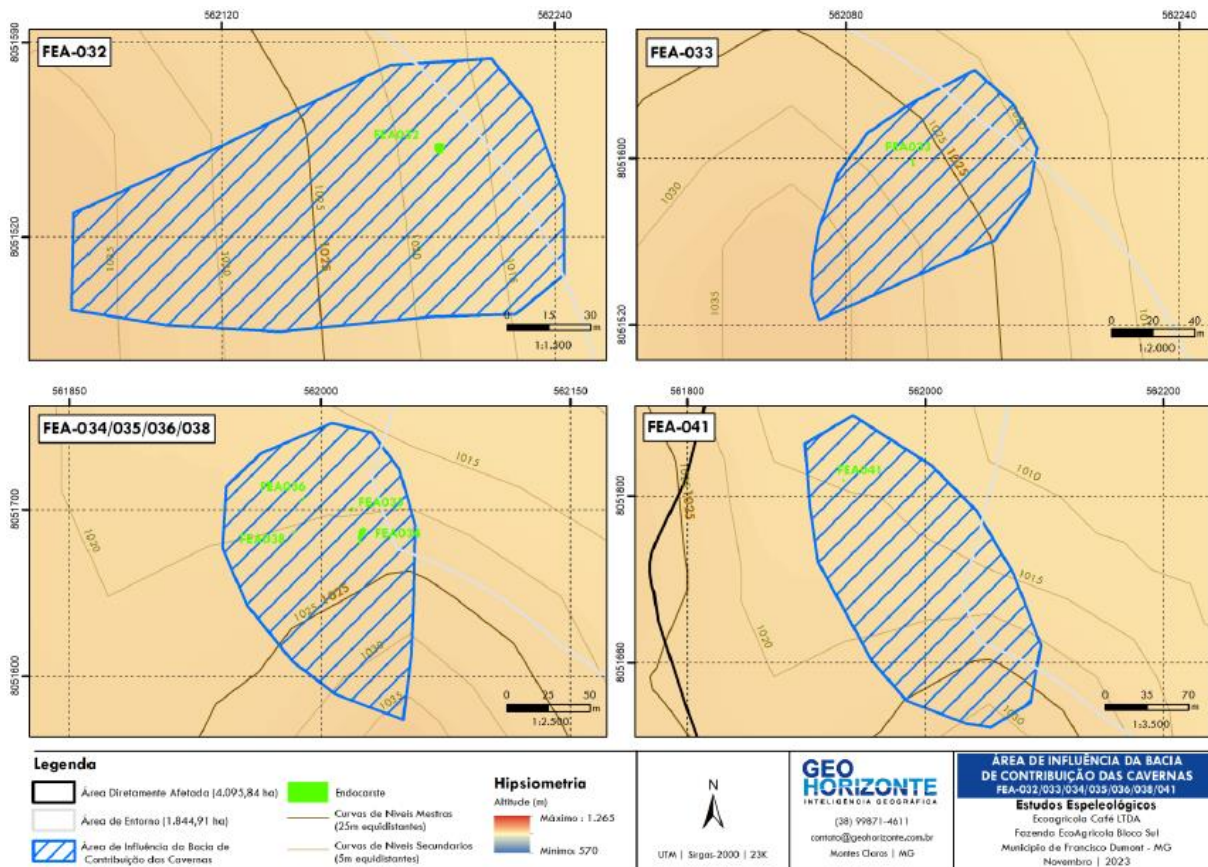 562120
562240
562080
562240
8051590
8051520
FEA-032
FEA032
1035
1030
1025
1025
1020
1015
0 15 30
m
1:1.500
8051600
8051520
FEA-033
FEA033
1030
1035
1025
1025
1020
0 20 40
m
1:2.000
561850
562000
562150
561800
562000
562200
8051700
8051600
FEA-034/035/036/038
FEA036
FEA035
FEA038
FEA034
1015
1020
1025
1025
1030
1035
0 25 50
m
1:2.500
8051800
8051680
FEA-041
FEA041
1025
1010
1015
1020
1030
0 35 70
m
1:3.500
Legenda
Área Diretamente Afetada (4.095,84 ha)
Área de Entorno (1.844,91 ha)
Área de Influência da Bacia de
Contribuição das Cavernas
Endocarste
Curvas de Níveis Mestras
(25m equidistantes)
Curvas de Níveis Secundarias
(5m equidistantes)
Hipsiometria
Altitude (m)
Máximo : 1.265
Mínimo: 570
N
UTM | Sirgas-2000 | 23K
GEO
HORIZONTE
INTELIGÊNCIA GEOGRÁFICA
(38) 99871-4611
contato@geohorizonte.com.br
Montes Claros | MG
ÁREA DE INFLUÊNCIA DA BACIA
DE CONTRIBUIÇÃO DAS CAVERNAS
FEA-032/033/034/035/036/038/041
Estudos Espeleológicos
Ecoagrícola Café LTDA
Fazenda EcoAgrícola Bloco Sul
Município de Francisco Dumont - MG
Novembro | 2023